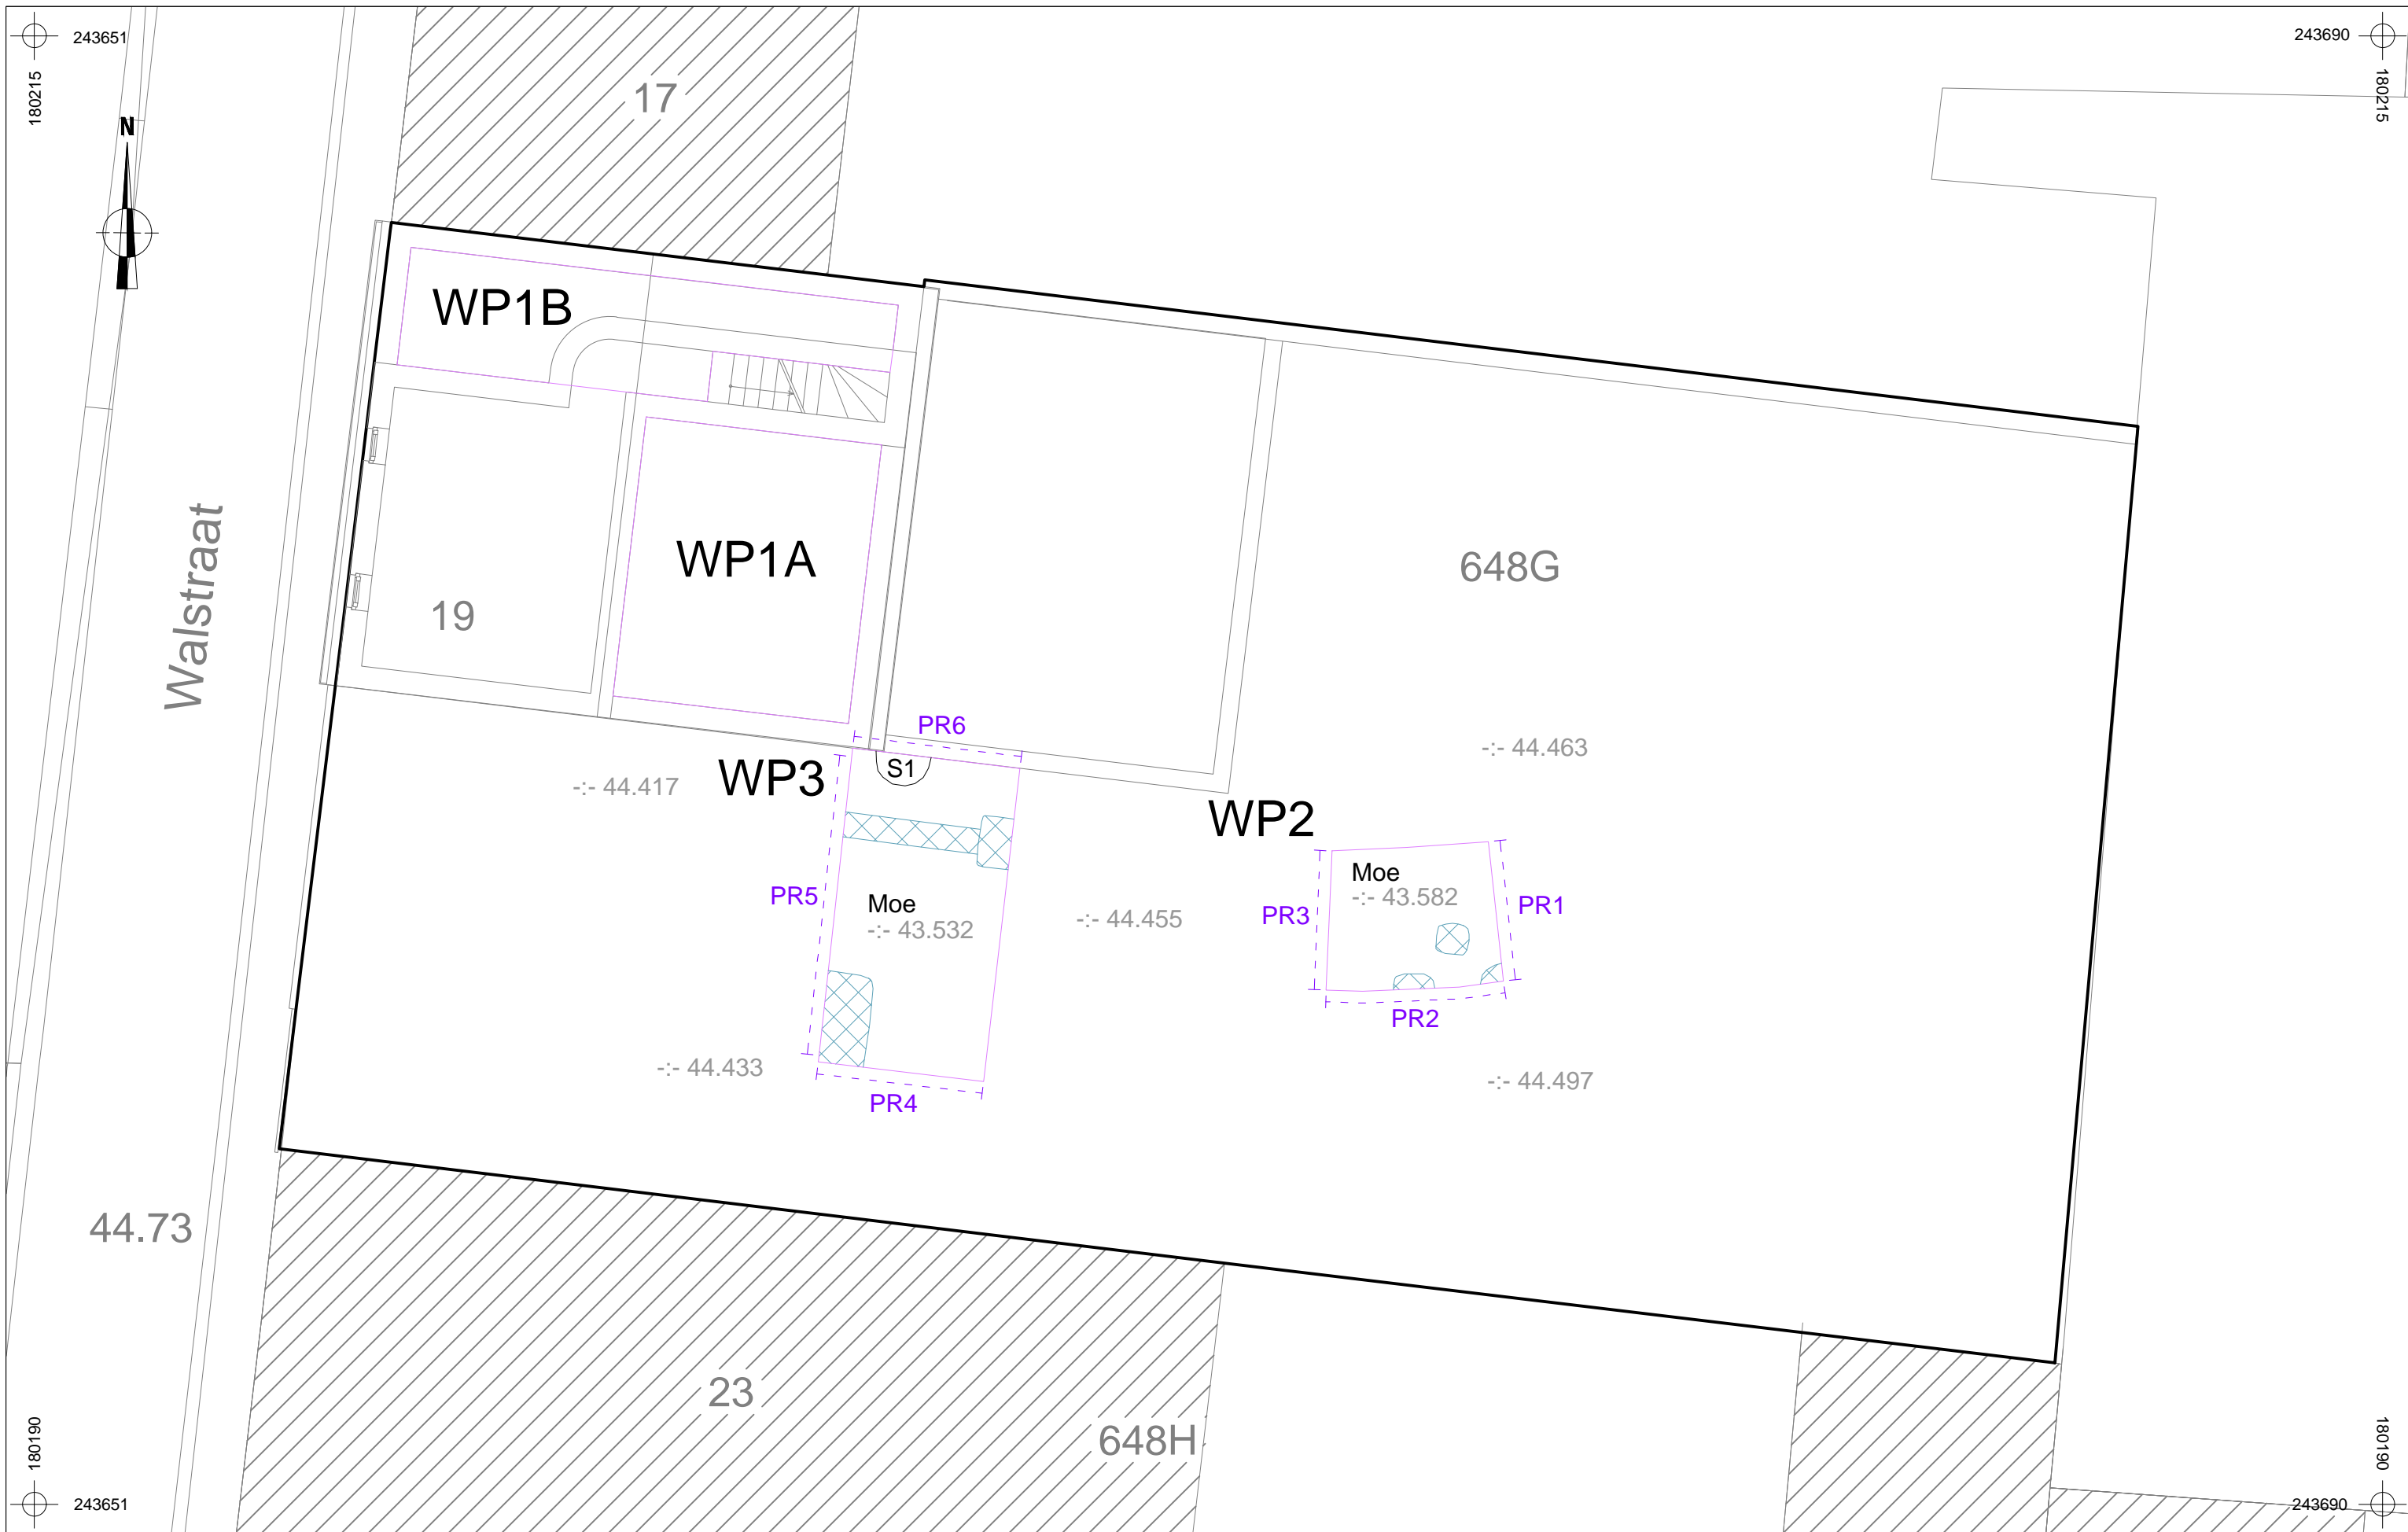 243651
243690
180215
180215
17
N
WP1B
WP1A
648G
Walstraat
19
PR6
-:- 44.463
S1
WP3
-:- 44.417
WP2
Moe
-:- 43.582
PR5
Moe
-:- 43.532
-:- 44.455
PR3
PR1
PR2
-:- 44.433
-:- 44.497
PR4
44.73
23
648H
180190
180190
243651
243690